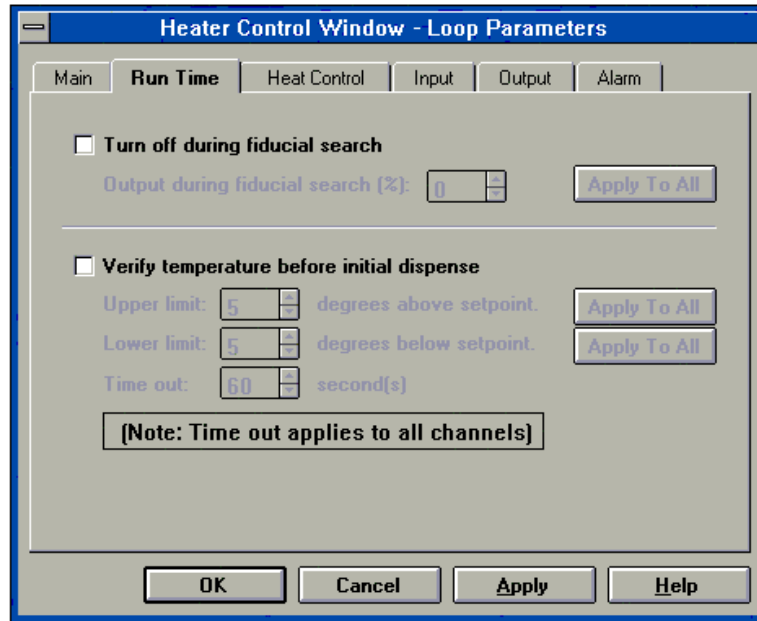 Heater Control Window - Loop Parameters
Main Run Time Heat Control Input Output Alarm
Turn off during fiducial search
Output during fiducial search (%): 0 Apply To All
Verify temperature before initial dispense
Upper limit: 5 degrees above setpoint. Apply To All
Lower limit: 5 degrees below setpoint. Apply To All
Time out: 60 second(s)
(Note: Time out applies to all channels)
OK Cancel Apply Help